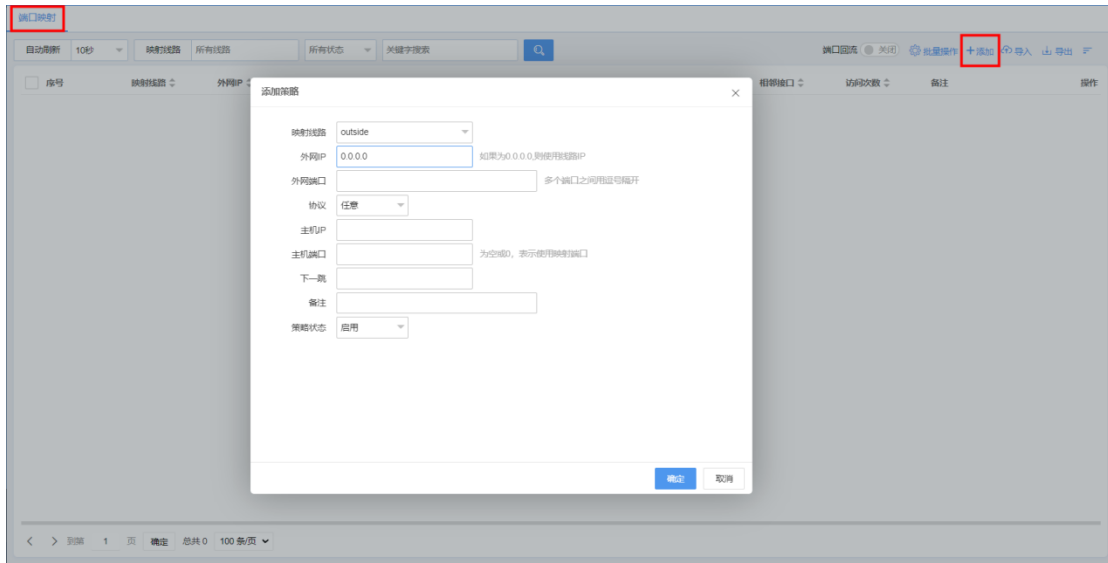 端口映射
自动刷新 10秒 映射线路 所有线路 所有状态 关键字搜索 端口回流 关闭 批量操作 +添加 导入 导出
序号 映射线路 外网IP 相邻接口 访问次数 备注 操作
添加策略
映射线路 outside
外网IP 0.0.0.0 如果为0.0.0.0,则使用线路IP
外网端口 多个端口之间用逗号隔开
协议 任意
主机IP
主机端口 为空或0，表示使用映射端口
下一跳
备注
策略状态 启用
确定 取消
到第 1 页 确定 总共 0 100 条/页